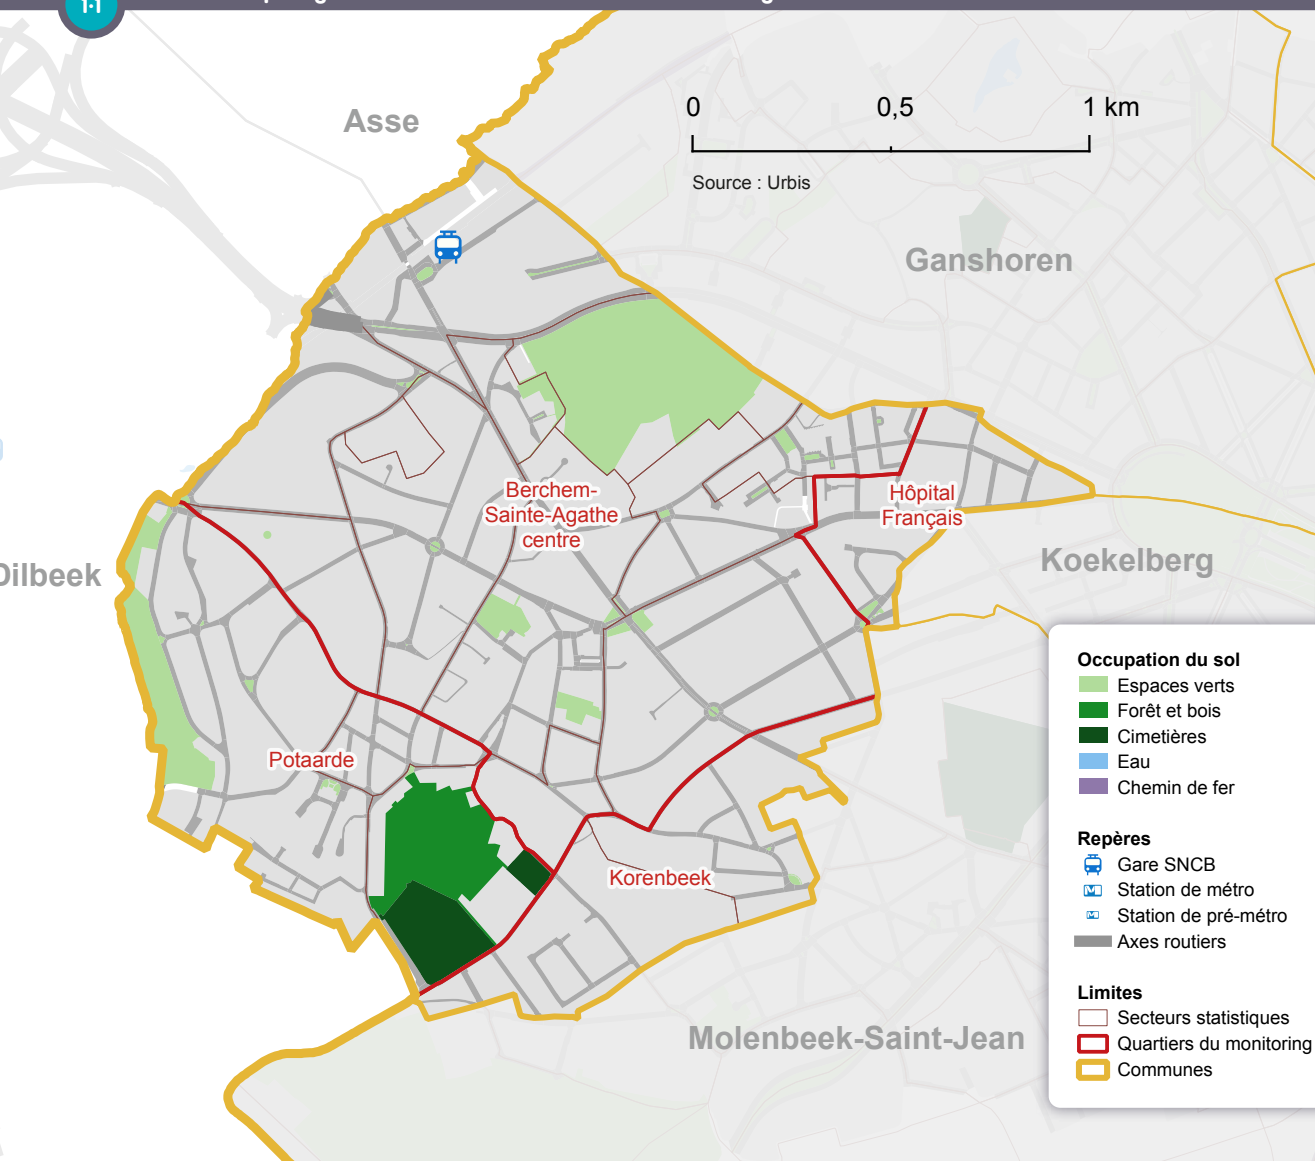 1·1
Asse
0 0,5 1 km
Source : Urbis
Ganshoren
Berchem-
Sainte-Agathe
centre
Hôpital
Français
Koekelberg
Dilbeek
Potaarde
Korenbeek
Molenbeek-Saint-Jean
Occupation du sol
Espaces verts
Forêt et bois
Cimetières
Eau
Chemin de fer
Repères
Gare SNCB
Station de métro
Station de pré-métro
Axes routiers
Limites
Secteurs statistiques
Quartiers du monitoring
Communes